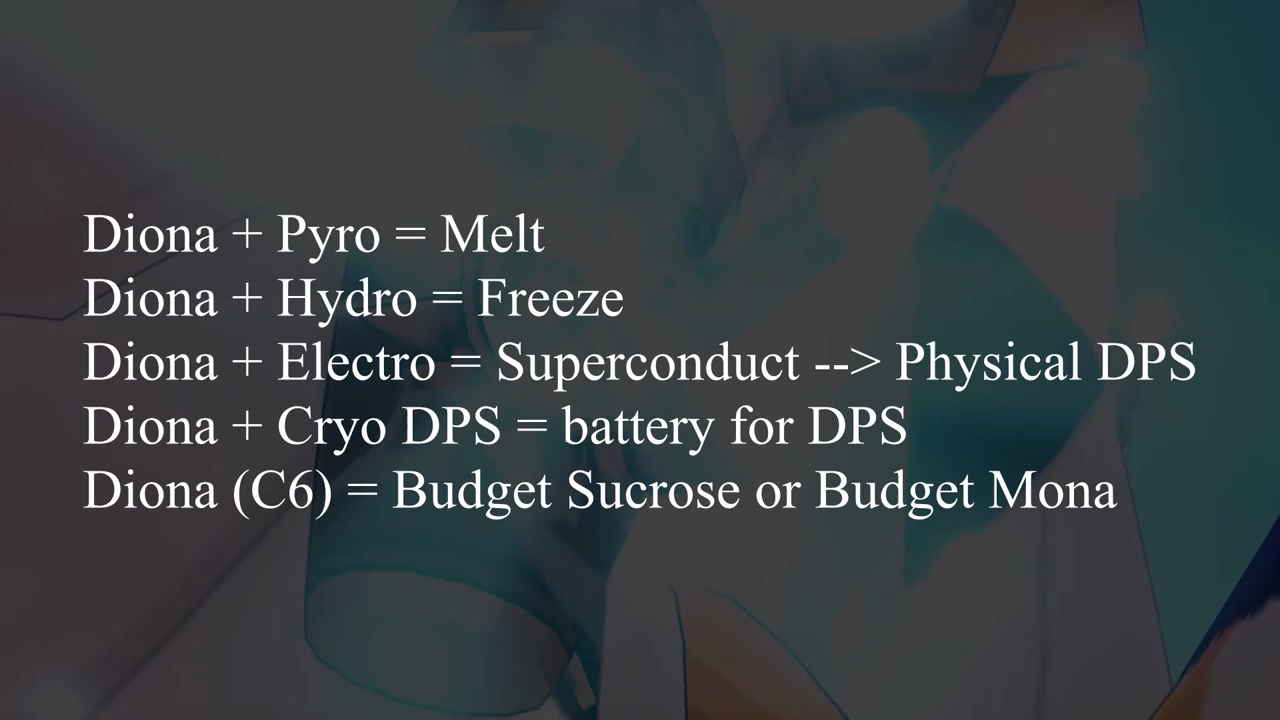 Diona + Pyro = Melt
Diona + Hydro = Freeze
Diona + Electro = Superconduct --> Physical DPS
Diona + Cryo DPS = battery for DPS
Diona (C6) = Budget Sucrose or Budget Mona